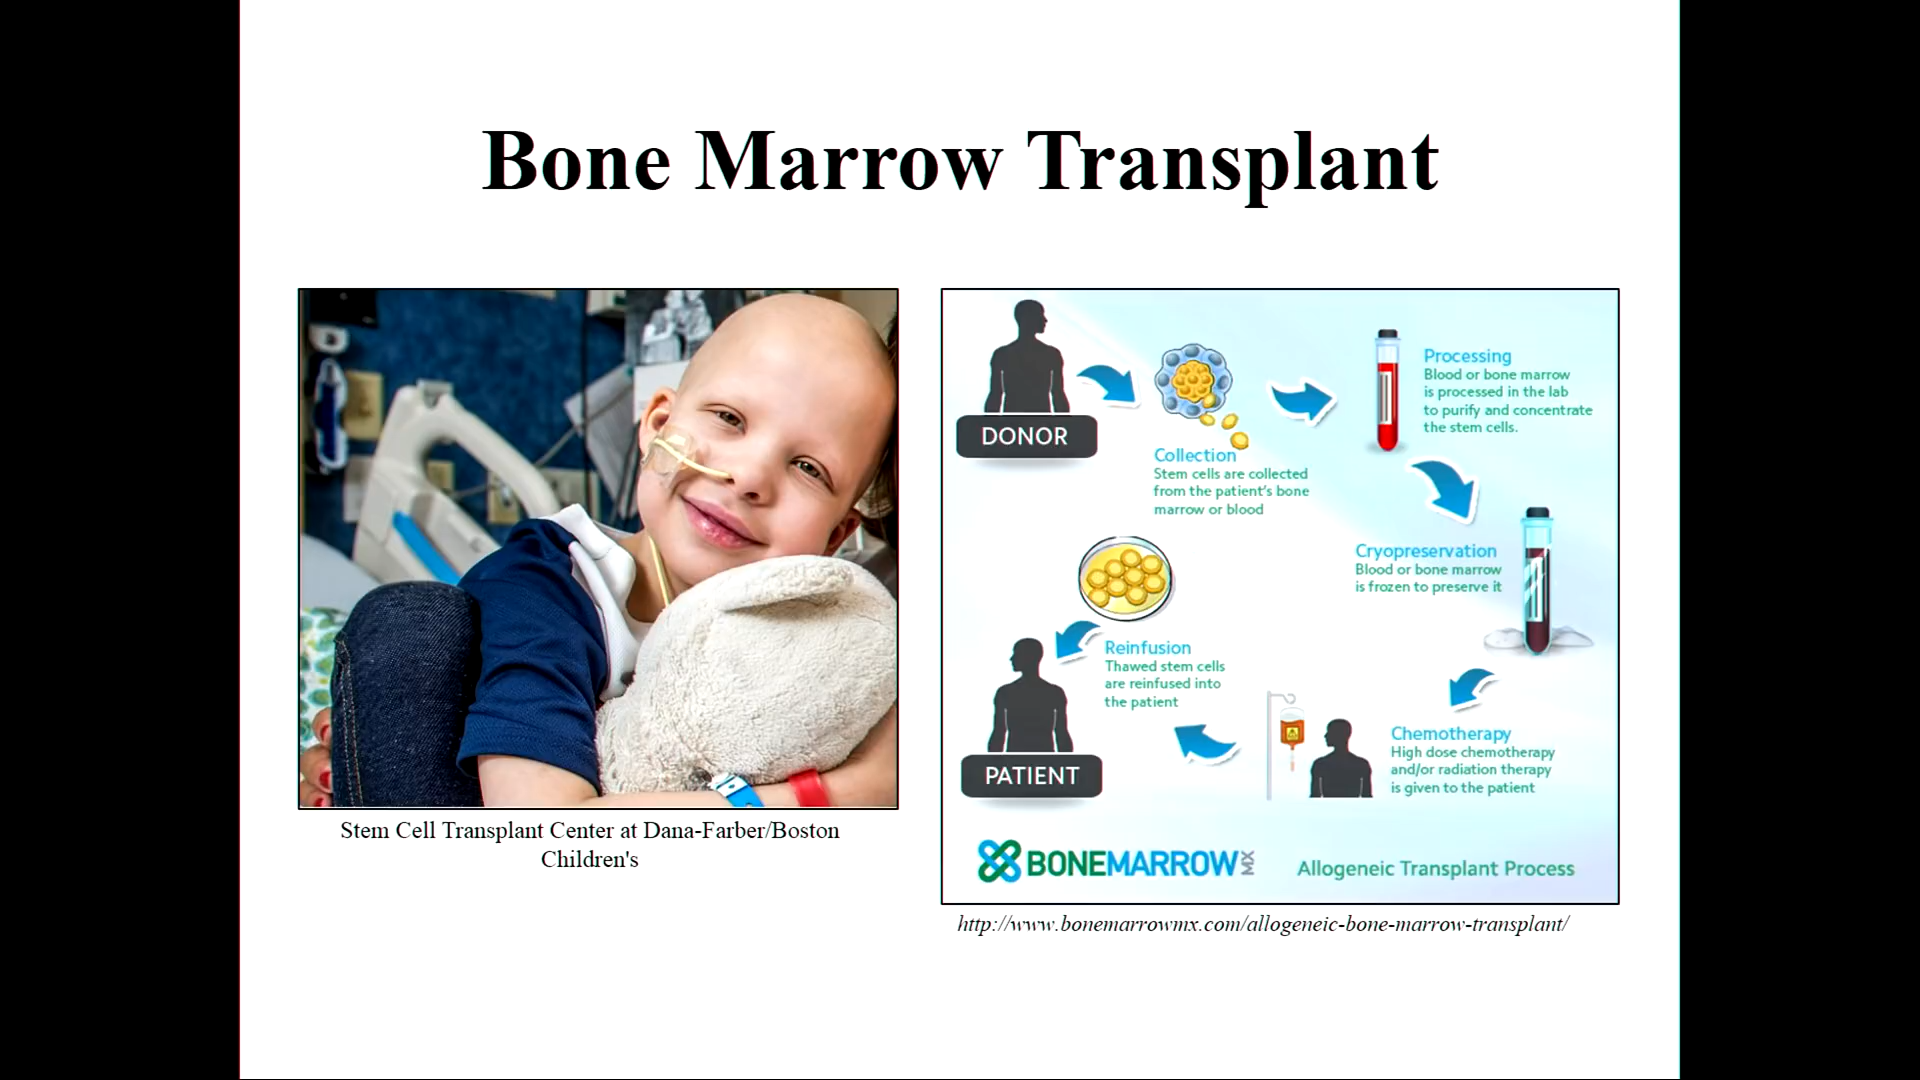 Bone Marrow Transplant
Stem Cell Transplant Center at Dana-Farber/Boston
Children's
DONOR
Collection
Stem cells are collected
from the patient's bone
marrow or blood
Processing
Blood or bone marrow
is processed in the lab
to purify and concentrate
the stem cells.
Cryopreservation
Blood or bone marrow
is frozen to preserve it
Chemotherapy
High dose chemotherapy
and/or radiation therapy
is given to the patient
Reinfusion
Thawed stem cells
are reinfused into
the patient
PATIENT
BONEMARROW MX
Allogeneic Transplant Process
http://www.bonemarrowmx.com/allogeneic-bone-marrow-transplant/